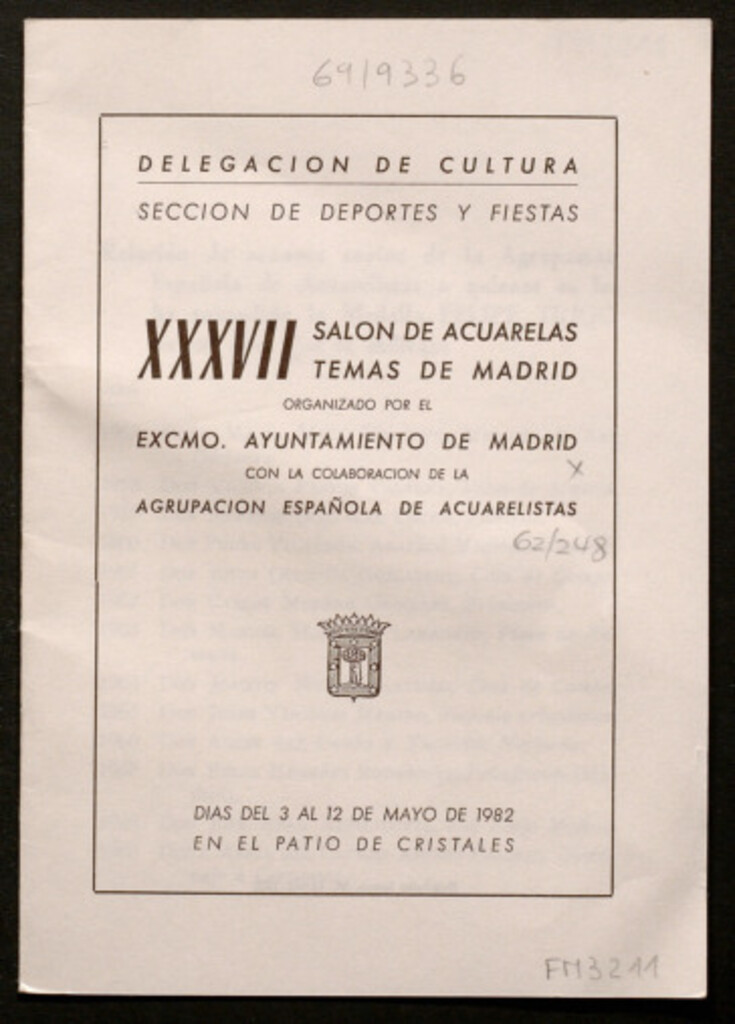 69/9336
DELEGACION DE CULTURA
SECCION DE DEPORTES Y FIESTAS
XXXVII SALON DE ACUARELAS
TEMAS DE MADRID
ORGANIZADO POR EL
EXCMO. AYUNTAMIENTO DE MADRID
CON LA COLABORACION DE LA X
AGRUPACION ESPAÑOLA DE ACUARELISTAS
62/248
DIAS DEL 3 AL 12 DE MAYO DE 1982
EN EL PATIO DE CRISTALES
FM3211